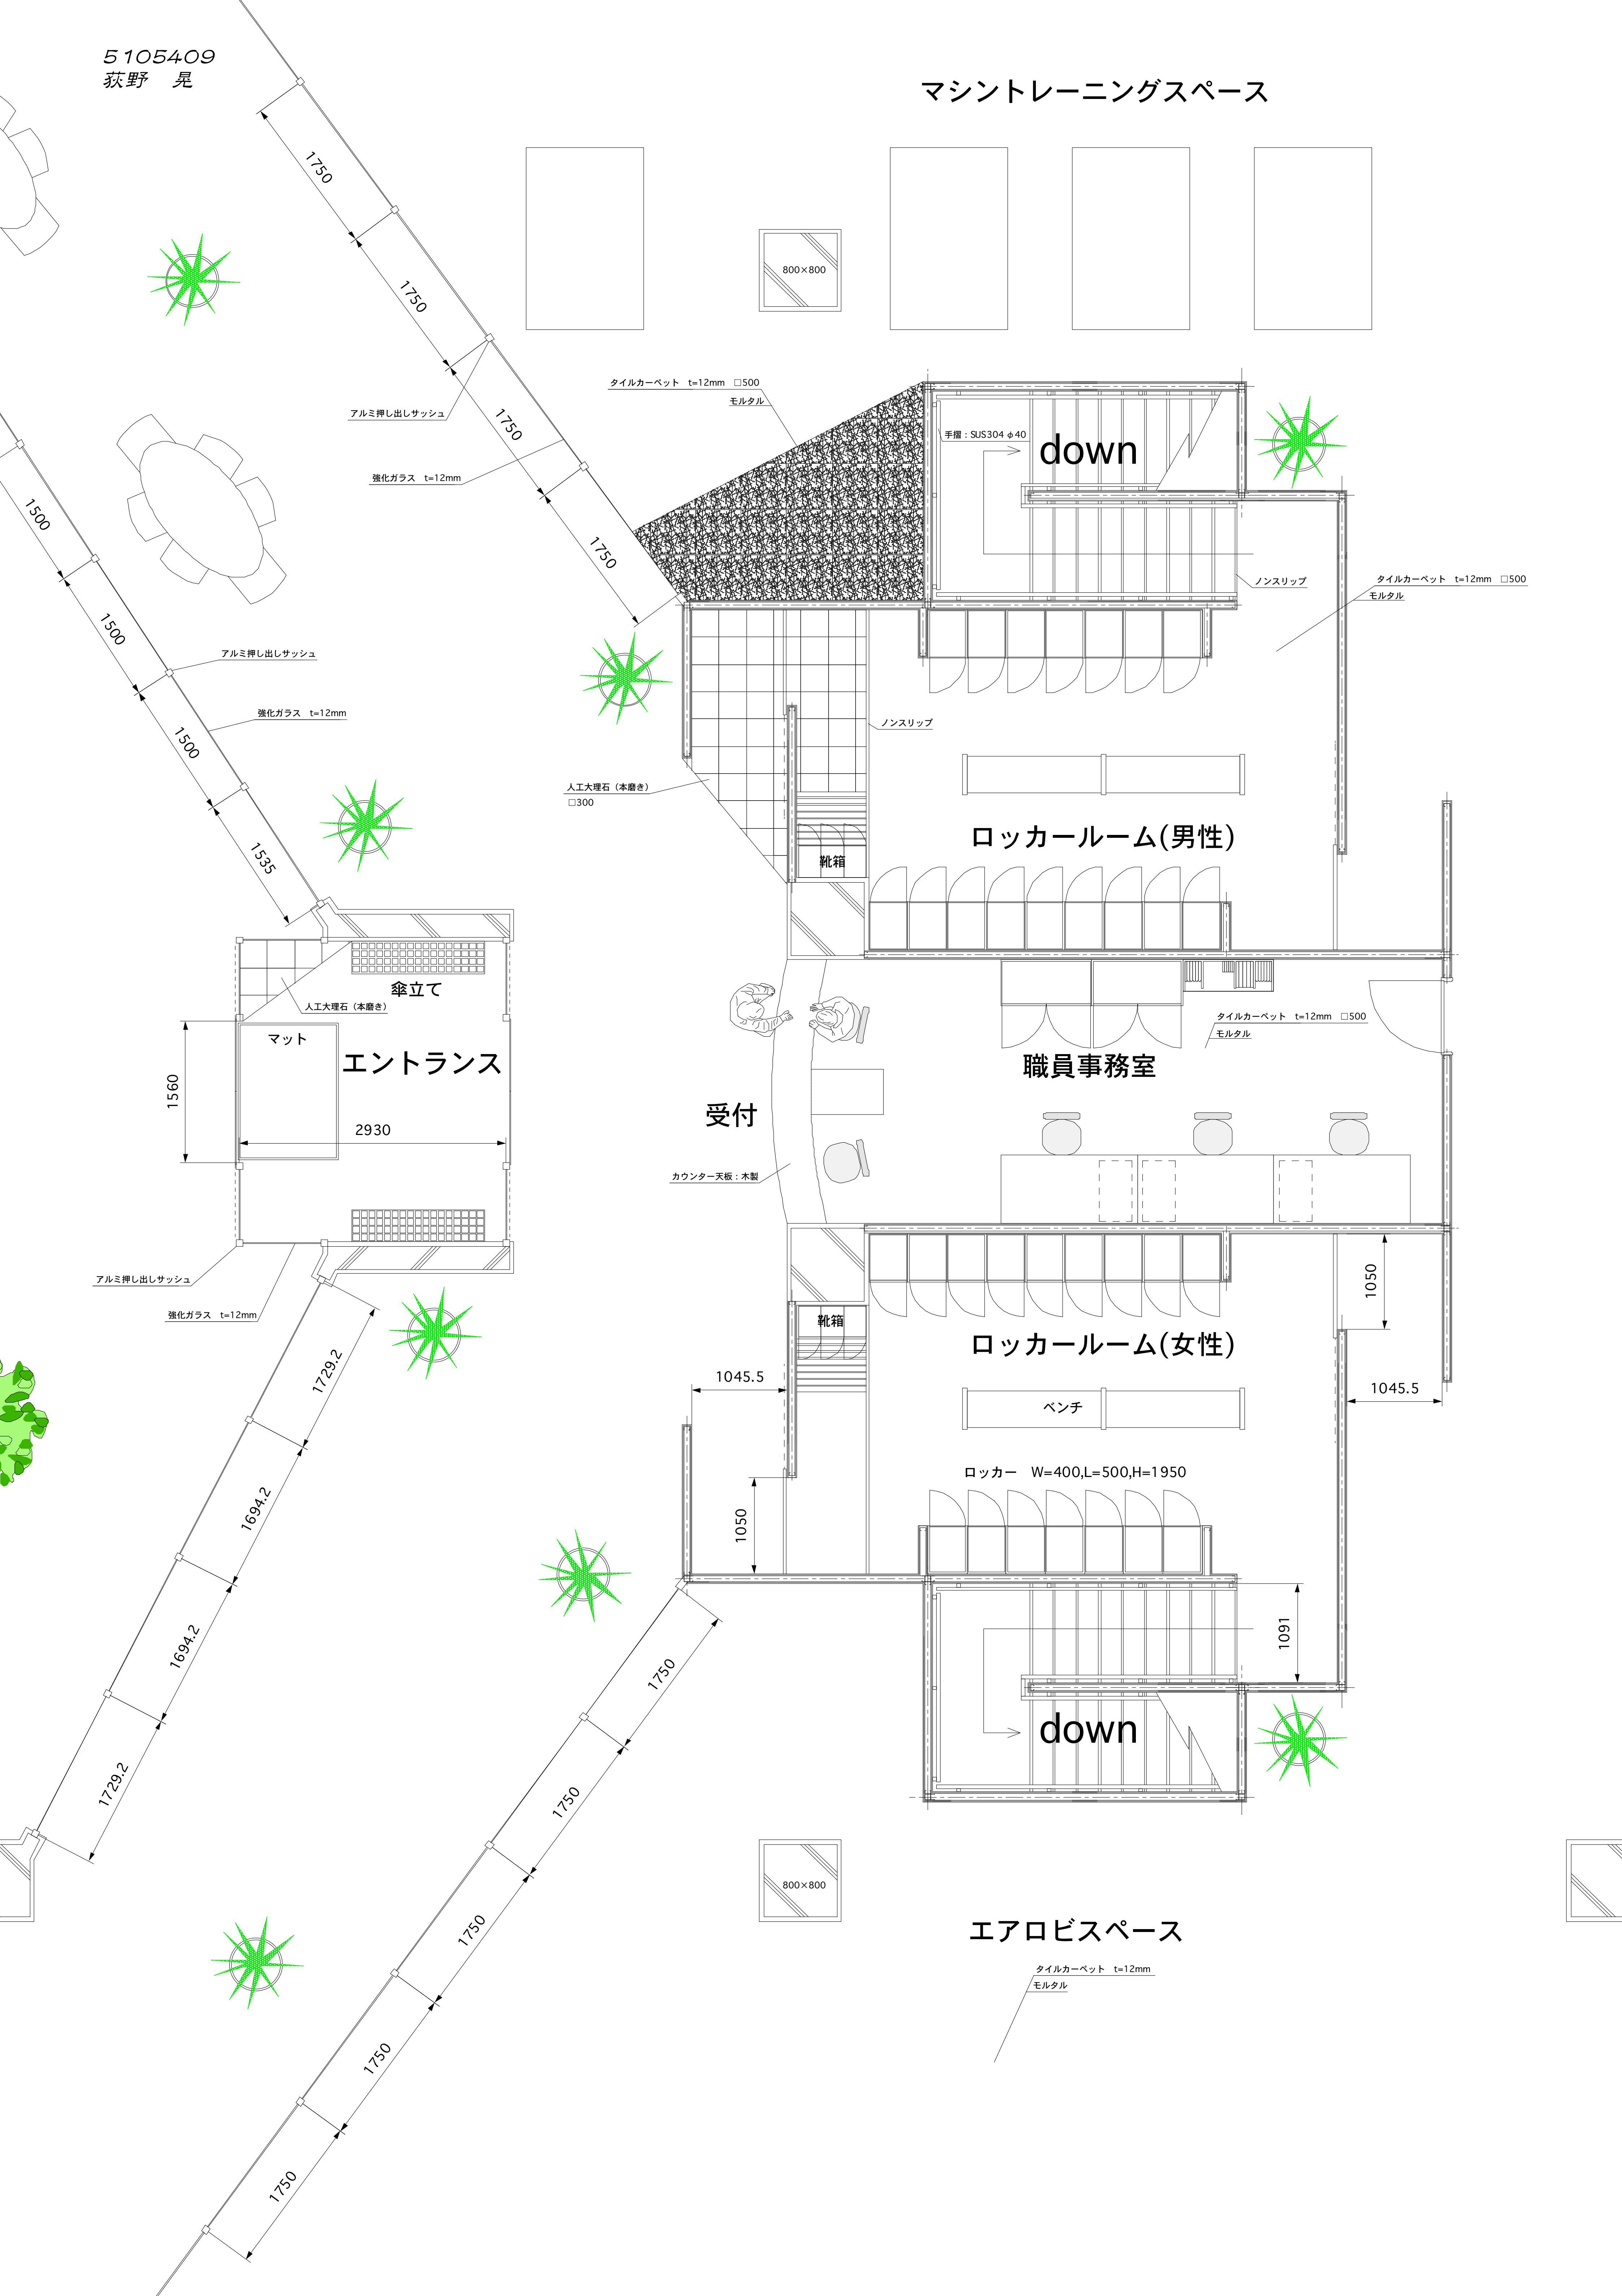 5105409
荻野　晃
マシントレーニングスペース
1750
1750
1750
1750
800×800
タイルカーペット　t=12mm　□500
モルタル
アルミ押し出しサッシュ
強化ガラス　t=12mm
手摺：SUS304 φ40
down
ノンスリップ
タイルカーペット　t=12mm　□500
モルタル
1500
1500
1500
1535
アルミ押し出しサッシュ
強化ガラス　t=12mm
ノンスリップ
人工大理石（本磨き）
□300
ロッカールーム(男性)
靴箱
傘立て
人工大理石（本磨き）
マット
エントランス
1560
2930
受付
カウンター天板：木製
職員事務室
タイルカーペット　t=12mm　□500
モルタル
アルミ押し出しサッシュ
強化ガラス　t=12mm
1050
靴箱
ロッカールーム(女性)
1045.5
1045.5
ベンチ
ロッカー　W=400,L=500,H=1950
1050
1729.2
1694.2
1694.2
1729.2
1091
down
1750
1750
1750
1750
1750
800×800
エアロビスペース
タイルカーペット　t=12mm
モルタル